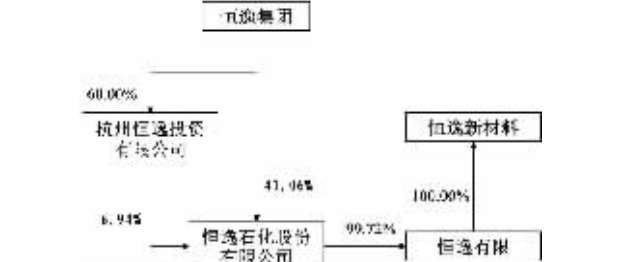 恒逸集团
60.00%
杭州恒逸投资
有限公司
恒逸新材料
41.06%
100.00%
6.94%
恒逸石化股份
有限公司
99.72%
恒逸有限